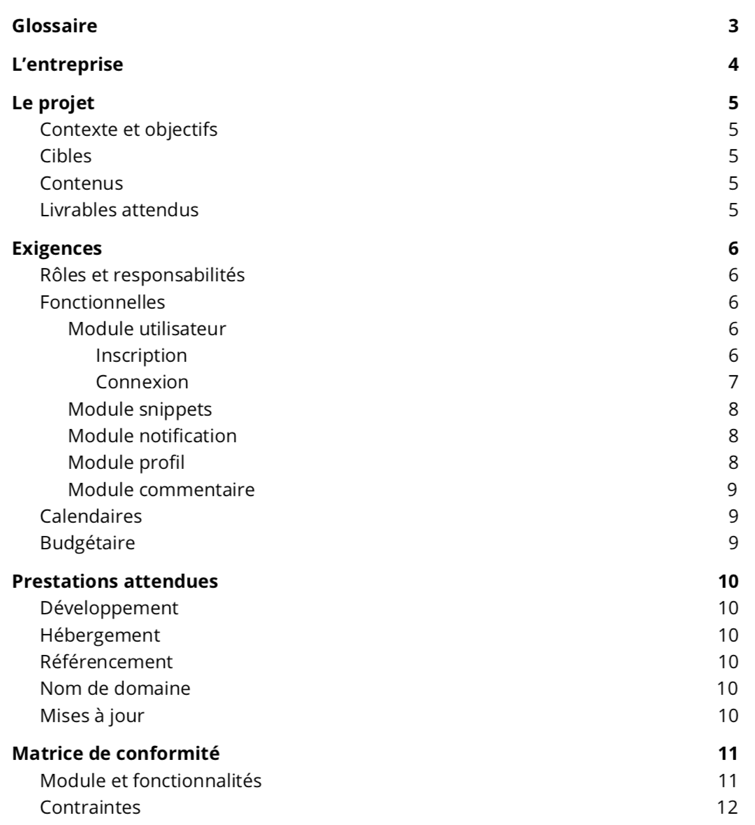 Glossaire 3
L'entreprise 4
Le projet 5
Contexte et objectifs 5
Cibles 5
Contenus 5
Livrables attendus 5
Exigences 6
Rôles et responsabilités 6
Fonctionnelles 6
Module utilisateur 6
Inscription 6
Connexion 7
Module snippets 8
Module notification 8
Module profil 8
Module commentaire 9
Calendaires 9
Budgétaire 9
Prestations attendues 10
Développement 10
Hébergement 10
Référencement 10
Nom de domaine 10
Mises à jour 10
Matrice de conformité 11
Module et fonctionnalités 11
Contraintes 12